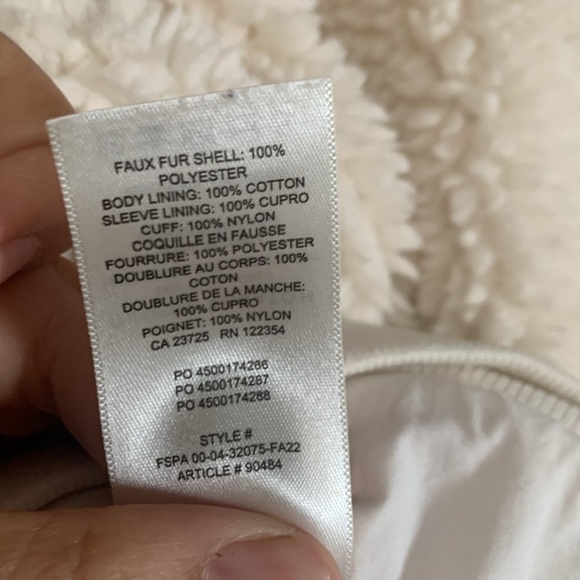 FAUX FUR SHELL: 100%
POLYESTER
BODY LINING: 100% COTTON
SLEEVE LINING: 100% CUPRO
CUFF: 100% NYLON
COQUILLE EN FAUSSE
FOURRURE: 100% POLYESTER
DOUBLURE AU CORPS: 100%
COTON
DOUBLURE DE LA MANCHE:
100% CUPRO
POIGNET: 100% NYLON
CA 23725 RN 122354
PO 4500174286
PO 4500174287
PO 4500174288
STYLE #
FSPA 00-04-32075-FA22
ARTICLE # 90484